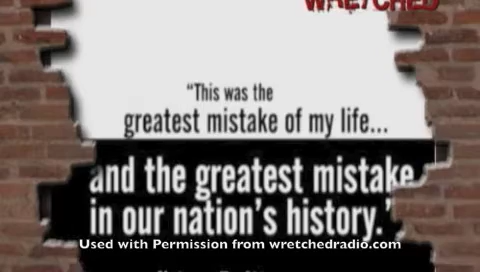 WRETCHED
"This was the
greatest mistake of my life...
and the greatest mistake
in our nation's history."
Used with Permission from wretchedradio.com